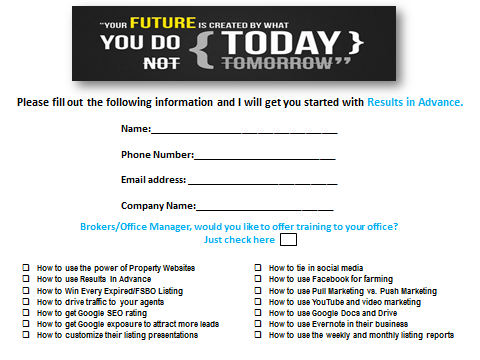 "YOUR FUTURE IS CREATED BY WHAT
YOU DO { TODAY }
NOT TOMORROW"
Please fill out the following information and I will get you started with Results in Advance.
Name:______________________________
Phone Number:_______________________
Email address: ________________________
Company Name:______________________
Brokers/Office Manager, would you like to offer training to your office?
Just check here
How to use the power of Property Websites
How to use Results In Advance
How to Win Every Expired/FSBO Listing
How to drive traffic to your agents
How to get Google SEO rating
How to get Google exposure to attract more leads
How to customize their listing presentations
How to tie in social media
How to use Facebook for farming
How to use Pull Marketing vs. Push Marketing
How to use YouTube and video marketing
How to use Google Docs and Drive
How to use Evernote in their business
How to use the weekly and monthly listing reports